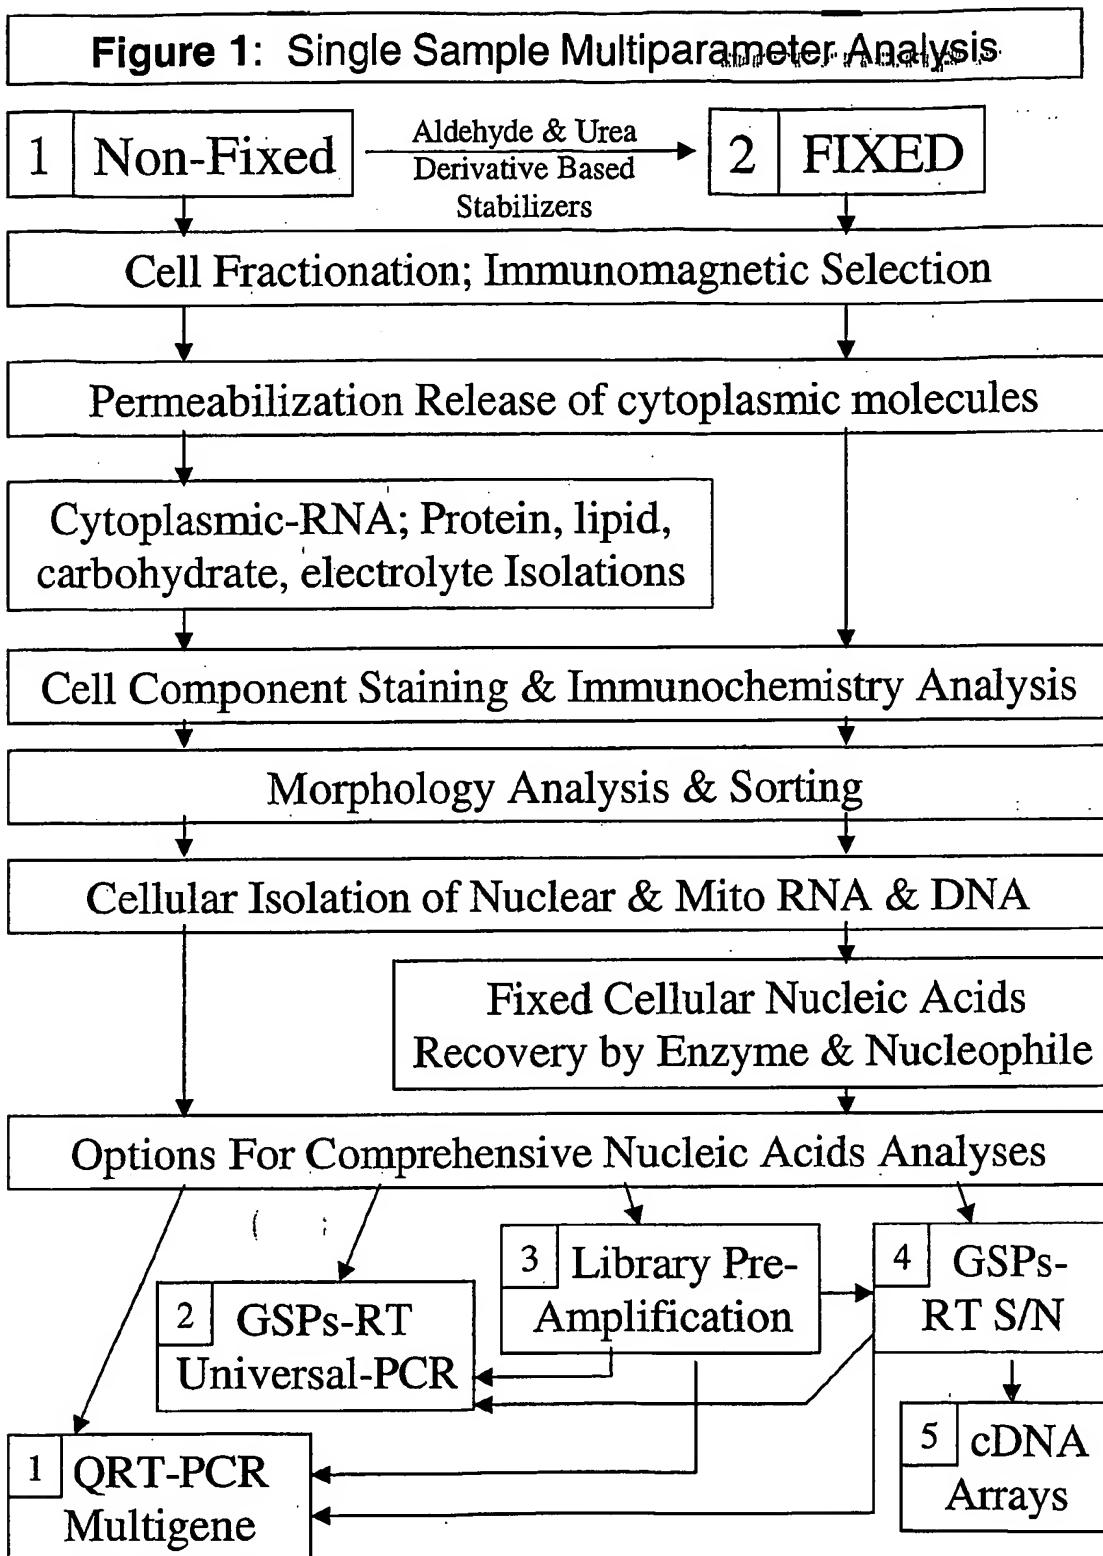 Figure 1: Single Sample Multiparameter Analysis
1 Non-Fixed
Aldehyde & Urea
Derivative Based
Stabilizers
2 FIXED
Cell Fractionation; Immunomagnetic Selection
Permeabilization Release of cytoplasmic molecules
Cytoplasmic-RNA; Protein, lipid,
carbohydrate, electrolyte Isolations
Cell Component Staining & Immunochemistry Analysis
Morphology Analysis & Sorting
Cellular Isolation of Nuclear & Mito RNA & DNA
Fixed Cellular Nucleic Acids
Recovery by Enzyme & Nucleophile
Options For Comprehensive Nucleic Acids Analyses
3 Library Pre-
Amplification
4 GSPs-
RT S/N
2 GSPs-RT
Universal-PCR
5 cDNA
Arrays
1 QRT-PCR
Multigene